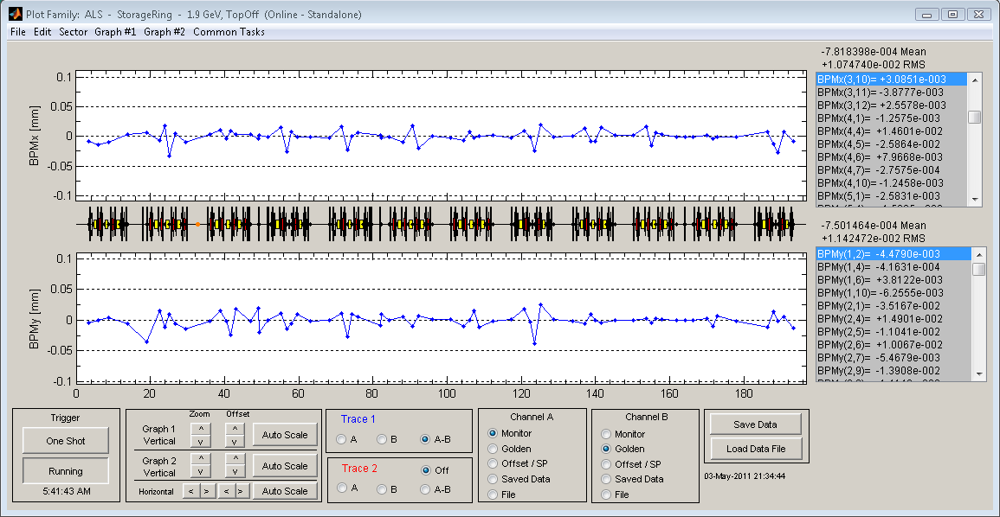 Plot Family: ALS - StorageRing - 1.9 GeV, TopOff (Online - Standalone)
File Edit Sector Graph #1 Graph #2 Common Tasks
-7.818398e-004 Mean
+1.074740e-002 RMS
BPMx [mm]
0.1
0.05
0
-0.05
-0.1
BPMx(3,10)= +3.0851e-003
BPMx(3,11)= -3.8777e-003
BPMx(3,12)= +2.5578e-003
BPMx(4,1)= -1.2575e-003
BPMx(4,4)= +1.4601e-002
BPMx(4,5)= -2.5864e-002
BPMx(4,6)= +7.9668e-003
BPMx(4,7)= -2.7575e-004
BPMx(4,10)= -1.2458e-003
BPMx(5,1)= -2.5831e-003
-7.501464e-004 Mean
+1.142472e-002 RMS
BPMy [mm]
0.1
0.05
0
-0.05
-0.1
0 20 40 60 80 100 120 140 160 180
BPMy(1,2)= -4.4790e-003
BPMy(1,4)= -4.1631e-004
BPMy(1,6)= +3.8122e-003
BPMy(1,10)= -6.2555e-003
BPMy(2,1)= -3.5167e-002
BPMy(2,4)= +1.4901e-002
BPMy(2,5)= -1.1041e-002
BPMy(2,6)= +1.0067e-002
BPMy(2,7)= -5.4679e-003
BPMy(2,9)= -1.3908e-002
Trigger
One Shot
Running
5:41:43 AM
Zoom Offset
Graph 1
Vertical
^ ^
v v
Auto Scale
Graph 2
Vertical
^ ^
v v
Auto Scale
Horizontal < > < > Auto Scale
Trace 1
A B A-B
Trace 2 Off
A B A-B
Channel A
Monitor
Golden
Offset / SP
Saved Data
File
Channel B
Monitor
Golden
Offset / SP
Saved Data
File
Save Data
Load Data File
03-May-2011 21:34:44